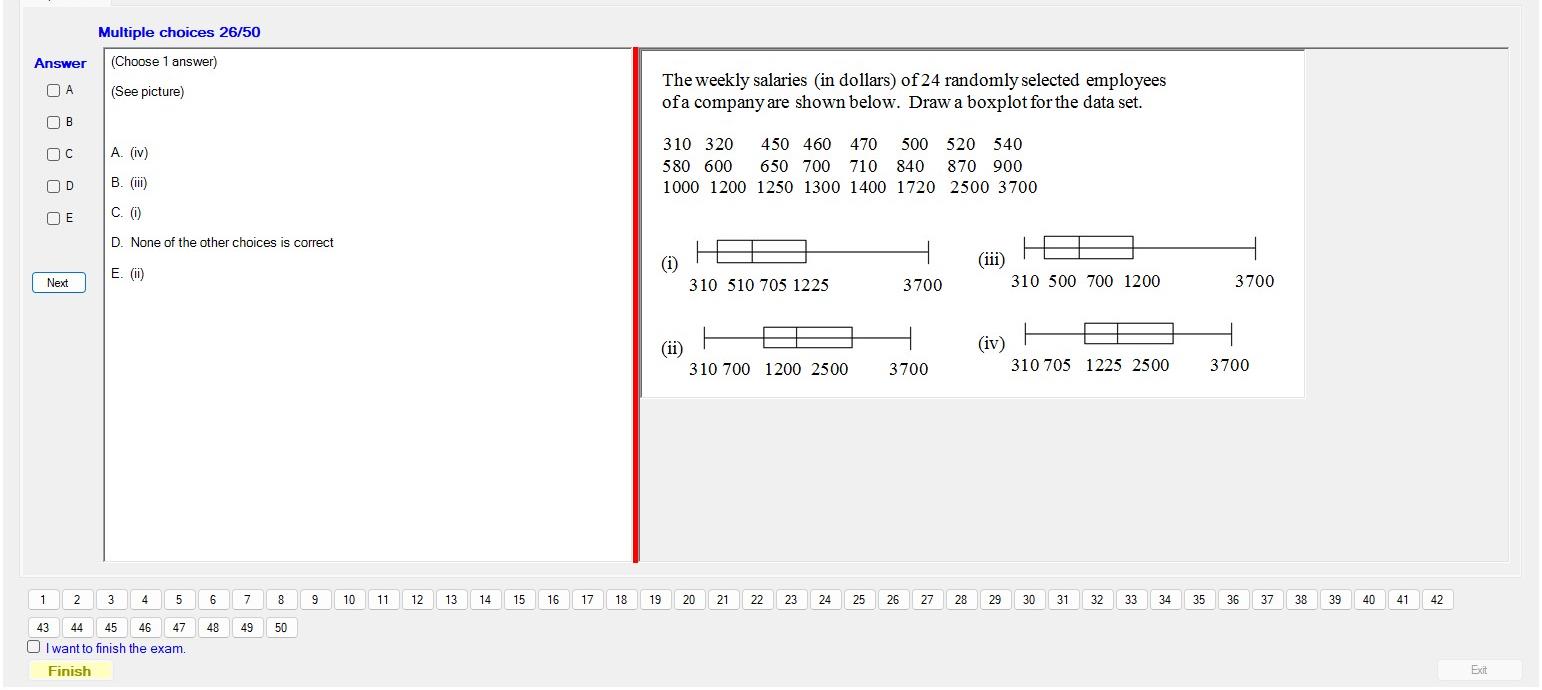 Multiple choices 26/50
Answer
A
B
C
D
E
Next
(Choose 1 answer)
(See picture)
A. (iv)
B. (iii)
C. (i)
D. None of the other choices is correct
E. (ii)
The weekly salaries (in dollars) of 24 randomly selected employees
of a company are shown below. Draw a boxplot for the data set.
310 320 450 460 470 500 520 540
580 600 650 700 710 840 870 900
1000 1200 1250 1300 1400 1720 2500 3700
(i)
310 510 705 1225 3700
(iii)
310 500 700 1200 3700
(ii)
310 700 1200 2500 3700
(iv)
310 705 1225 2500 3700
1 2 3 4 5 6 7 8 9 10 11 12 13 14 15 16 17 18 19 20 21 22 23 24 25 26 27 28 29 30 31 32 33 34 35 36 37 38 39 40 41 42
43 44 45 46 47 48 49 50
I want to finish the exam.
Finish
Exit